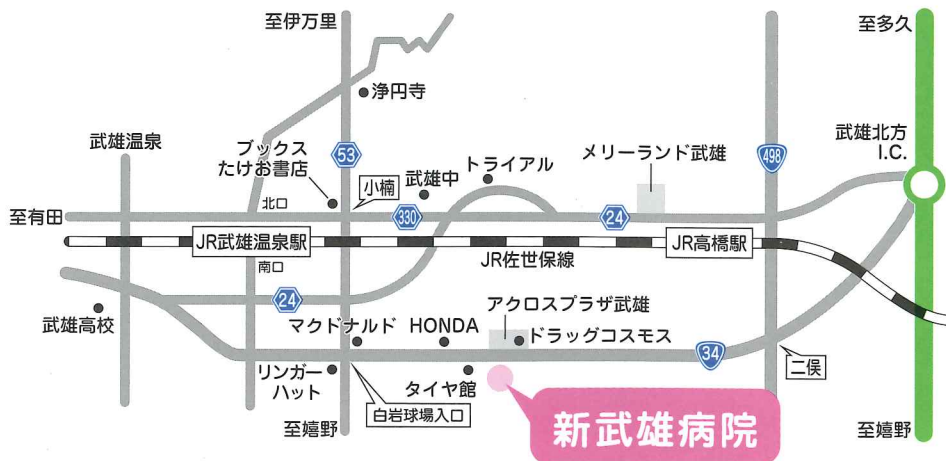 至伊万里
至多久
浄円寺
武雄温泉
ブックス
たけお書店
53
498
武雄北方
I.C.
小楠
武雄中
トライアル
メリーランド武雄
北口
至有田
330
24
JR武雄温泉駅
JR高橋駅
南口
JR佐世保線
24
武雄高校
アクロスプラザ武雄
マクドナルド
HONDA
ドラッグコスモス
34
リンガー
ハット
タイヤ館
二俣
白岩球場入口
新武雄病院
至嬉野
至嬉野